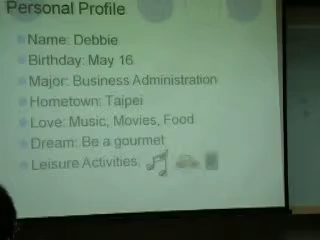 Personal Profile
Name: Debbie
Birthday: May 16
Major: Business Administration
Hometown: Taipei
Love: Music, Movies, Food
Dream: Be a gourmet
Leisure Activities: